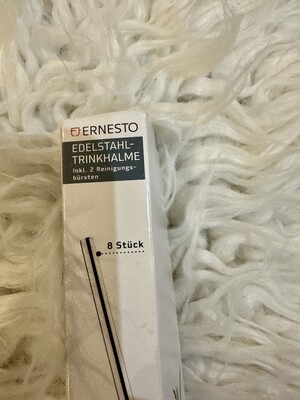 ERNESTO
EDELSTAHL-
TRINKHALME
Inkl. 2 Reinigungs-
bürsten
8 Stück